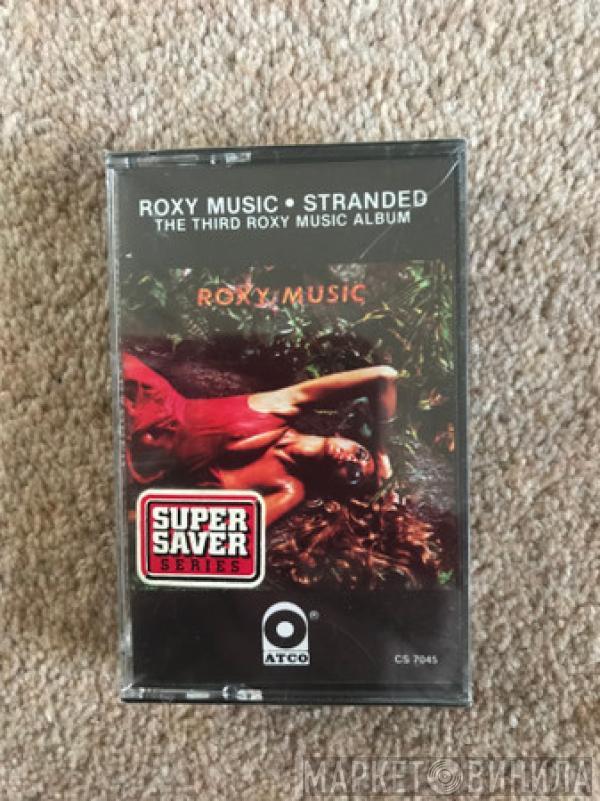 ROXY MUSIC • STRANDED
THE THIRD ROXY MUSIC ALBUM
ROXY MUSIC
SUPER
SAVER
SERIES
®
ATCO
CS 7045
МАРКЕТ ВИНИЛА